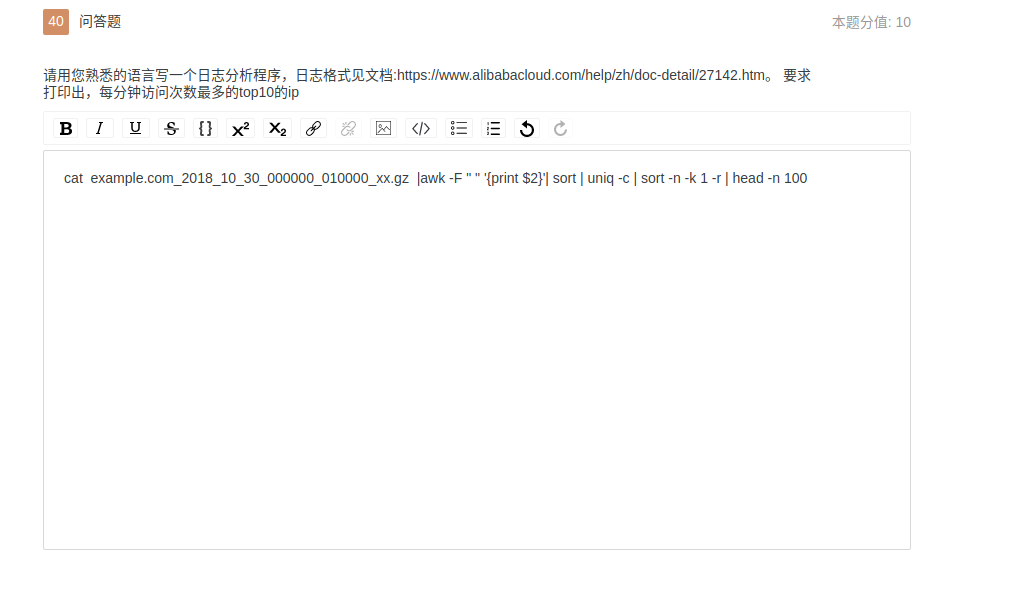 40 问答题 本题分值: 10
请用您熟悉的语言写一个日志分析程序，日志格式见文档:https://www.alibabacloud.com/help/zh/doc-detail/27142.htm。 要求
打印出，每分钟访问次数最多的top10的ip
B I U S { } X² X₂ </>
cat  example.com_2018_10_30_000000_010000_xx.gz  |awk -F " " '{print $2}'| sort | uniq -c | sort -n -k 1 -r | head -n 100